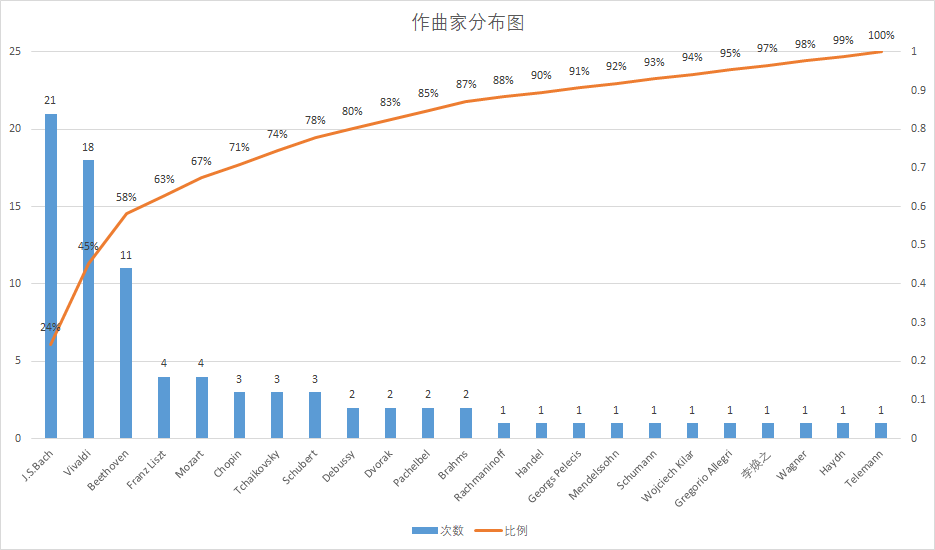 作曲家分布图
25
20
15
10
5
0
1
0.9
0.8
0.7
0.6
0.5
0.4
0.3
0.2
0.1
0
21
18
11
4
4
3
3
3
2
2
2
2
1
1
1
1
1
1
1
1
1
1
1
24%
45%
58%
63%
67%
71%
74%
78%
80%
83%
85%
87%
88%
90%
91%
92%
93%
94%
95%
97%
98%
99%
100%
J.S.Bach
Vivaldi
Beethoven
Franz Liszt
Mozart
Chopin
Tchaikovsky
Schubert
Debussy
Dvorak
Pachelbel
Brahms
Rachmaninoff
Handel
Georgs Pelecis
Mendelssohn
Schumann
Wojciech Kilar
Gregorio Allegri
李焕之
Wagner
Haydn
Telemann
次数
比例